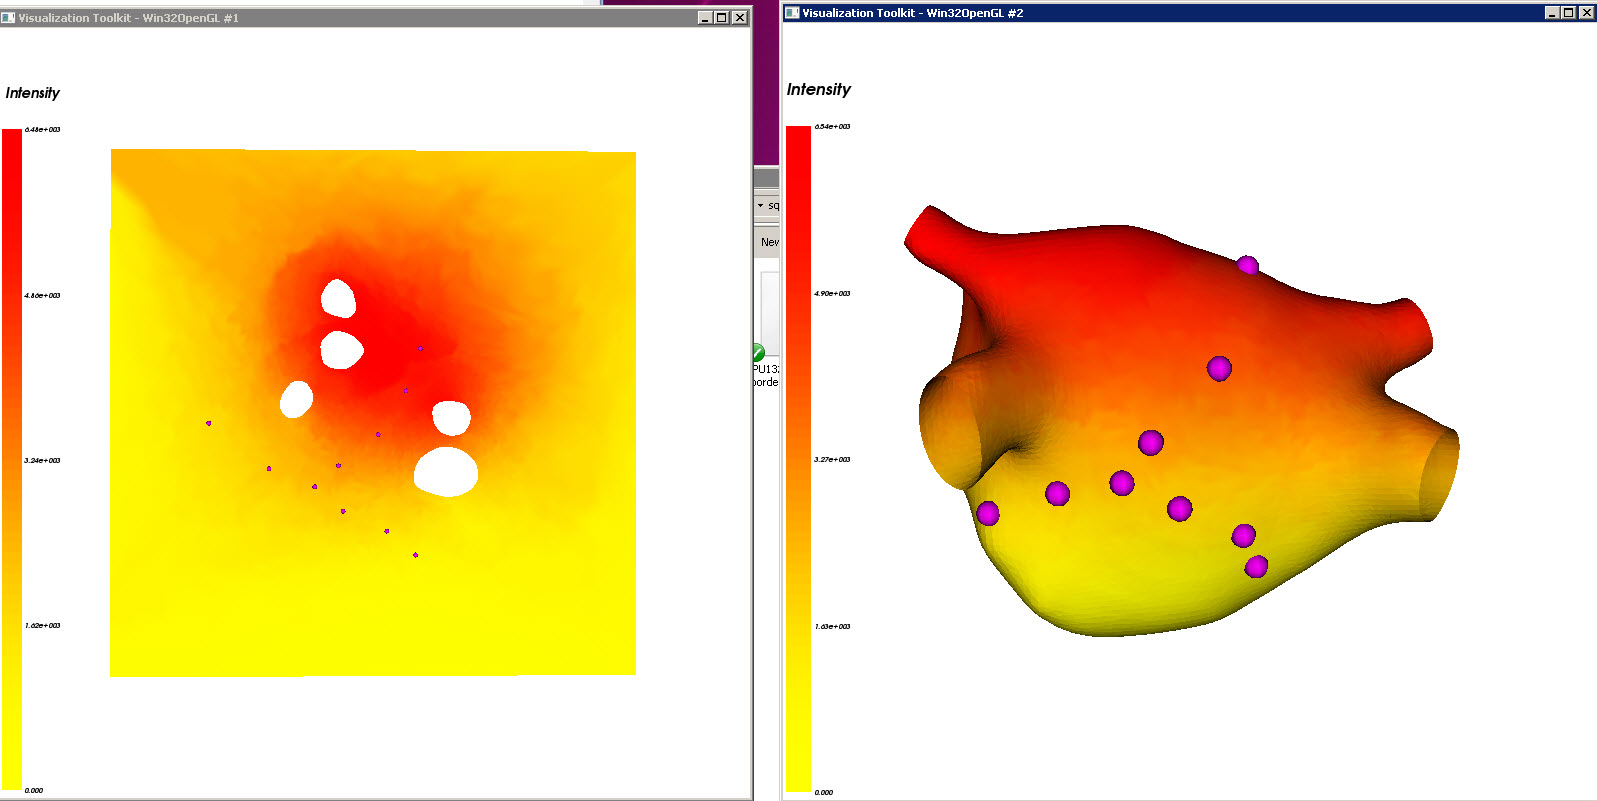 Visualization Toolkit - Win32OpenGL #1
Intensity
6.48e+003
4.86e+003
3.24e+003
1.62e+003
0.000
sq
New
PU13
borde
Visualization Toolkit - Win32OpenGL #2
Intensity
6.54e+003
4.90e+003
3.27e+003
1.63e+003
0.000